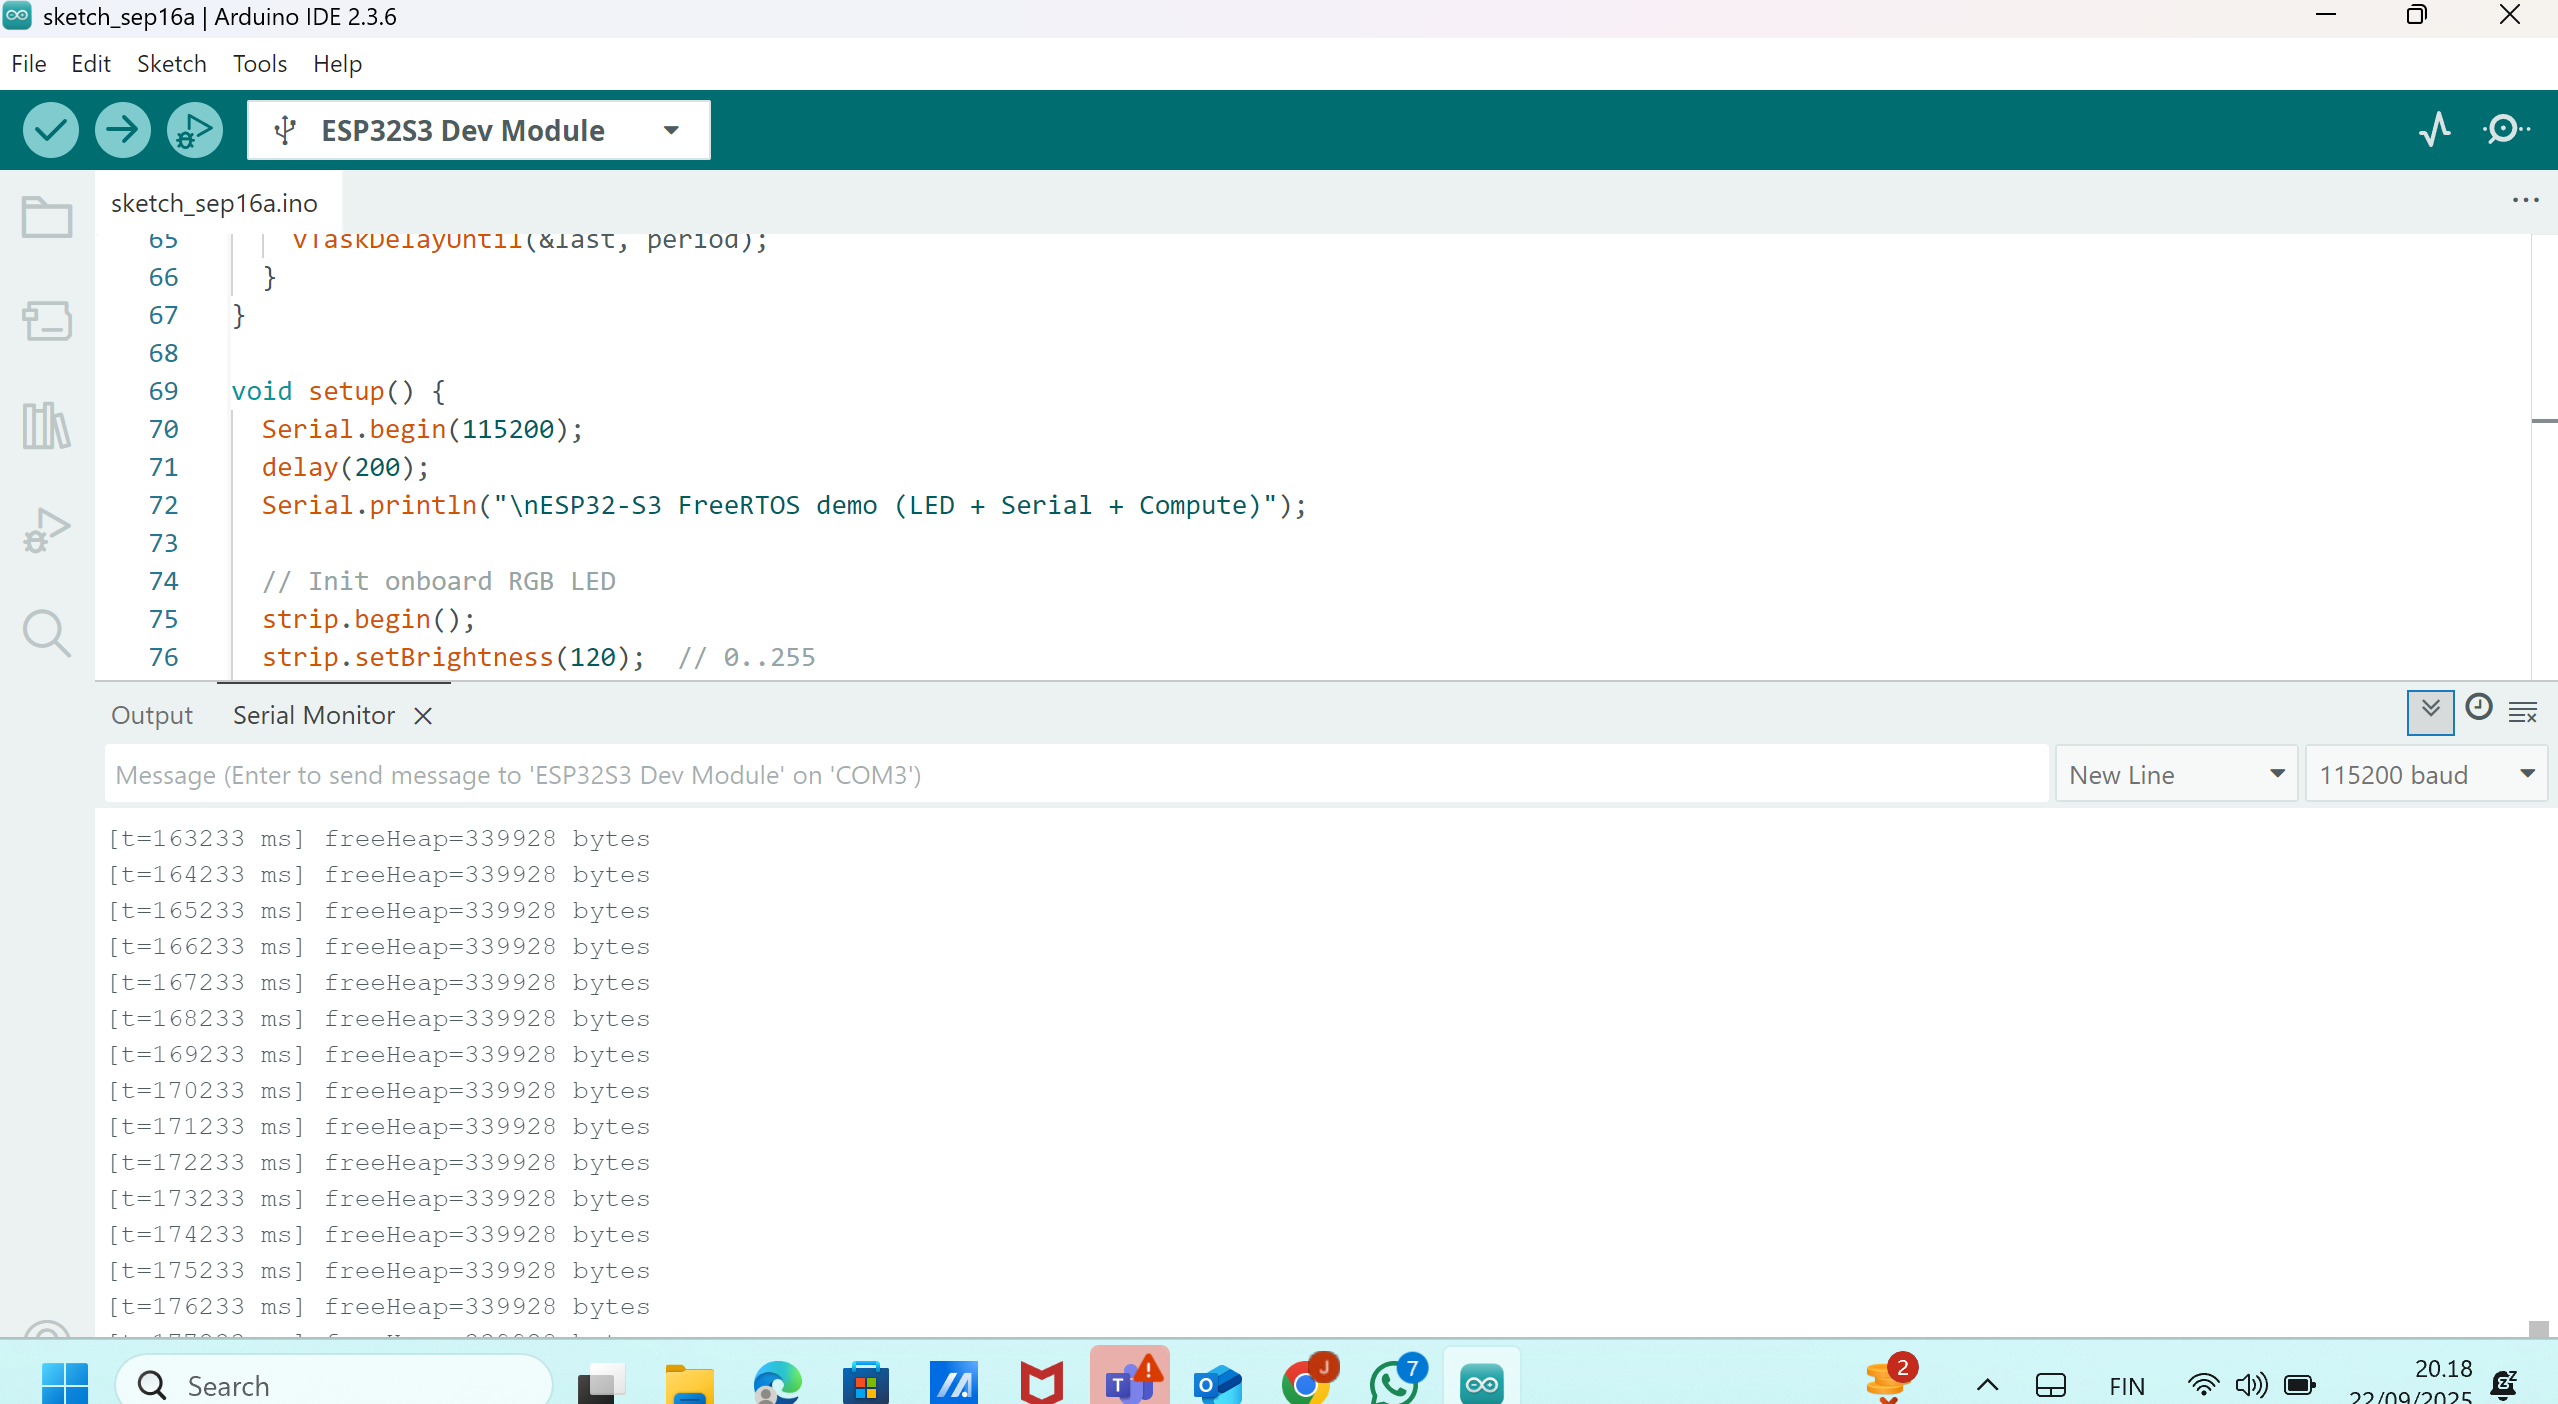 sketch_sep16a | Arduino IDE 2.3.6
File Edit Sketch Tools Help
ESP32S3 Dev Module
sketch_sep16a.ino
65 vTaskDelayUntil(&last, period);
66 }
67 }
68
69 void setup() {
70 Serial.begin(115200);
71 delay(200);
72 Serial.println("\nESP32-S3 FreeRTOS demo (LED + Serial + Compute)");
73
74 // Init onboard RGB LED
75 strip.begin();
76 strip.setBrightness(120); // 0..255
Output Serial Monitor
Message (Enter to send message to 'ESP32S3 Dev Module' on 'COM3') New Line 115200 baud
[t=163233 ms] freeHeap=339928 bytes
[t=164233 ms] freeHeap=339928 bytes
[t=165233 ms] freeHeap=339928 bytes
[t=166233 ms] freeHeap=339928 bytes
[t=167233 ms] freeHeap=339928 bytes
[t=168233 ms] freeHeap=339928 bytes
[t=169233 ms] freeHeap=339928 bytes
[t=170233 ms] freeHeap=339928 bytes
[t=171233 ms] freeHeap=339928 bytes
[t=172233 ms] freeHeap=339928 bytes
[t=173233 ms] freeHeap=339928 bytes
[t=174233 ms] freeHeap=339928 bytes
[t=175233 ms] freeHeap=339928 bytes
[t=176233 ms] freeHeap=339928 bytes
Search T O J 7 2 FIN 20.18
22/09/2025